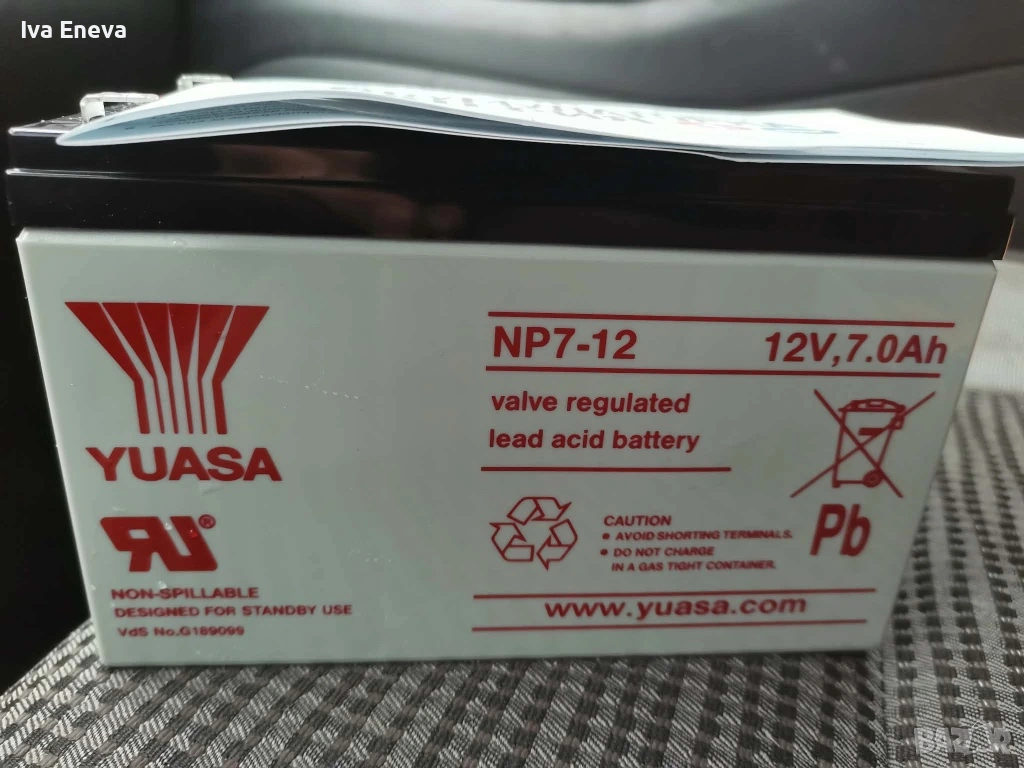 Iva Eneva
NP7-12 12V,7.0Ah
valve regulated
lead acid battery
YUASA
Pb
CAUTION
• AVOID SHORTING TERMINALS.
• DO NOT CHARGE
IN A GAS TIGHT CONTAINER.
RU®
NON-SPILLABLE
DESIGNED FOR STANDBY USE
VdS No.G189099
www.yuasa.com